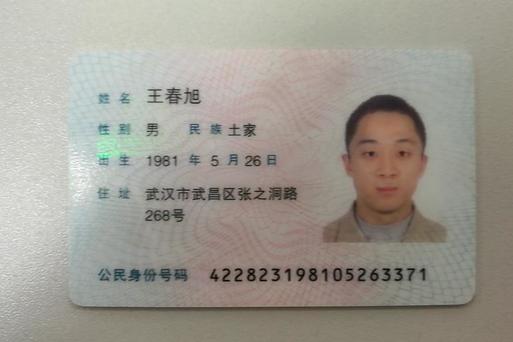 姓名 王春旭
性别 男 民族 土家
出生 1981 年 5 月 26 日
住址 武汉市武昌区张之洞路
268号
公民身份号码 422823198105263371